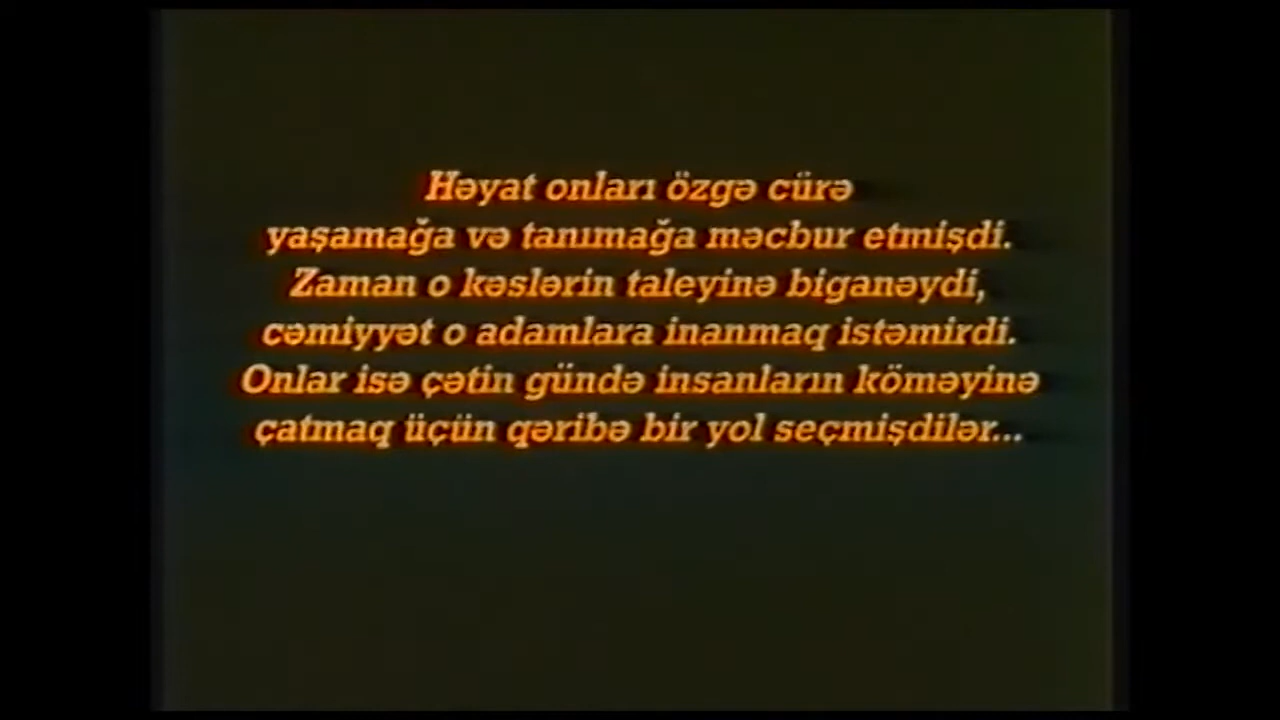 Həyat onları özgə cürə
yaşamağa və tanımağa məcbur etmişdi.
Zaman o kəslərin taleyinə biganəydi,
cəmiyyət o adamlara inanmaq istəmirdi.
Onlar isə çətin gündə insanların köməyinə
çatmaq üçün qəribə bir yol seçmişdilər...